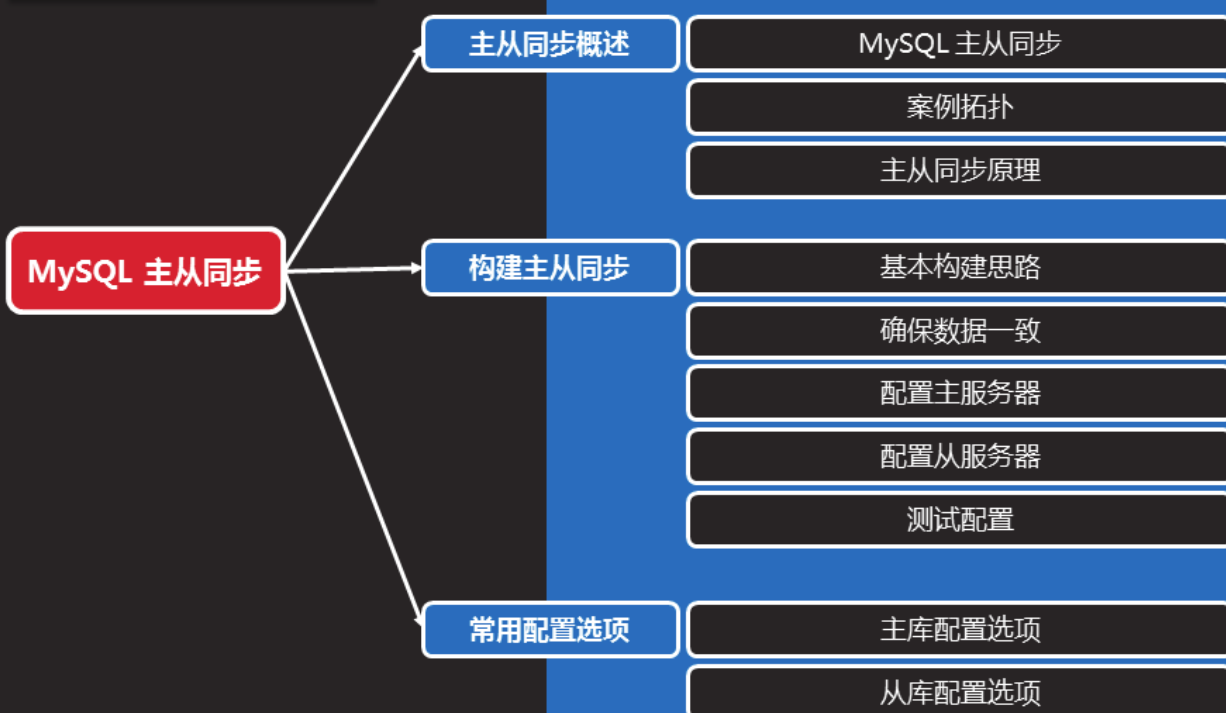 MySQL 主从同步
主从同步概述
MySQL 主从同步
案例拓扑
主从同步原理
构建主从同步
基本构建思路
确保数据一致
配置主服务器
配置从服务器
测试配置
常用配置选项
主库配置选项
从库配置选项